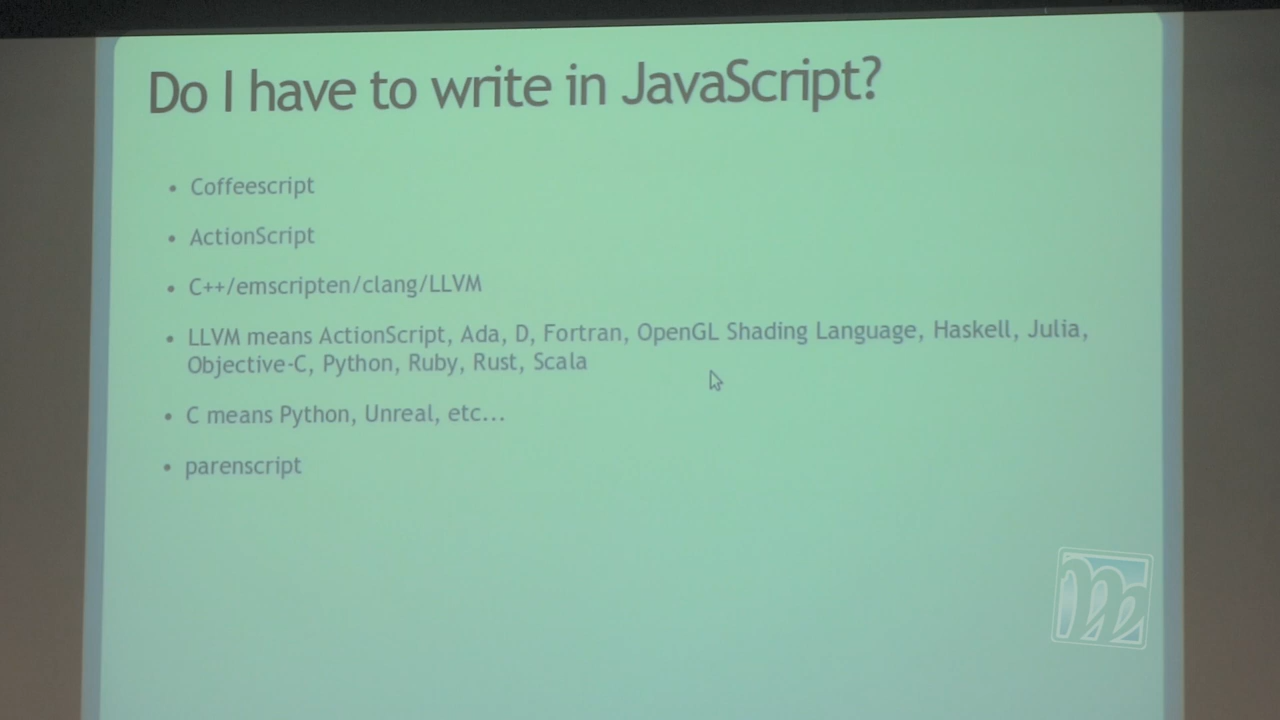 Do I have to write in JavaScript?
• Coffeescript
• ActionScript
• C++/emscripten/clang/LLVM
• LLVM means ActionScript, Ada, D, Fortran, OpenGL Shading Language, Haskell, Julia,
Objective-C, Python, Ruby, Rust, Scala
• C means Python, Unreal, etc...
• parenscript